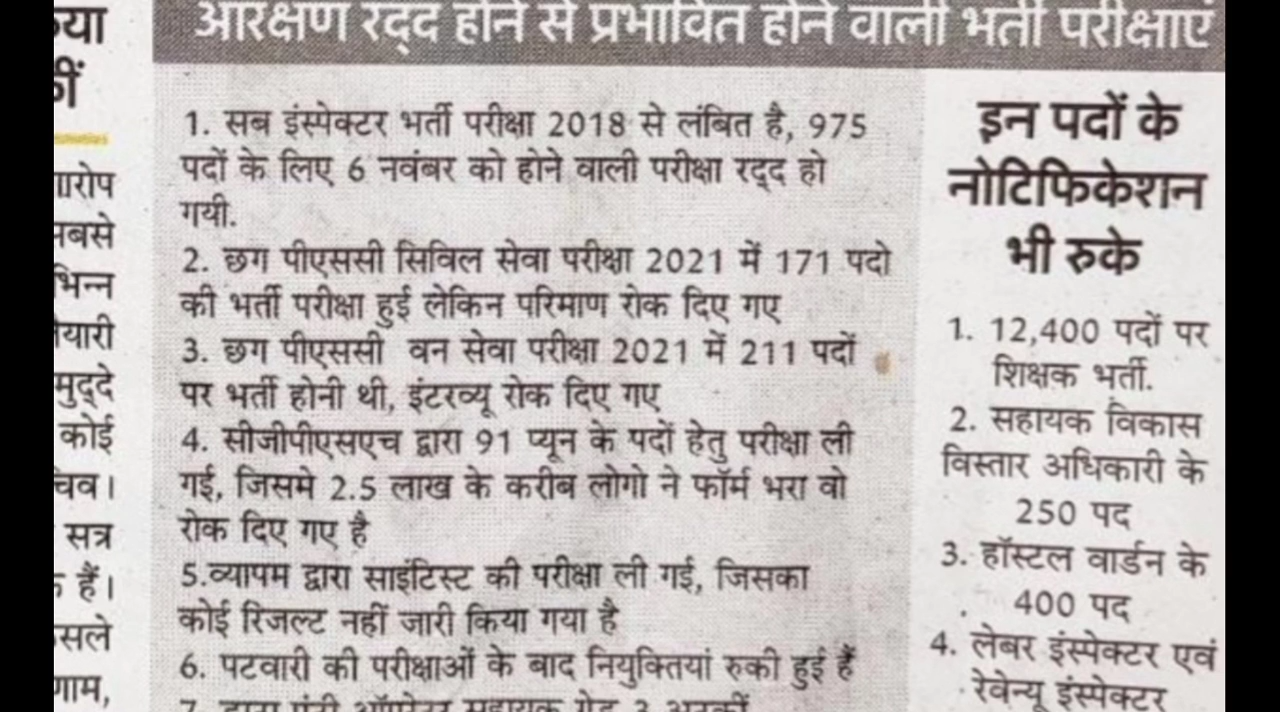 आरक्षण रद्द होने से प्रभावित होने वाली भर्ती परीक्षाएं
1. सब इंस्पेक्टर भर्ती परीक्षा 2018 से लंबित है, 975
पदों के लिए 6 नवंबर को होने वाली परीक्षा रद्द हो
गयी.
2. छग पीएससी सिविल सेवा परीक्षा 2021 में 171 पदो
की भर्ती परीक्षा हुई लेकिन परिमाण रोक दिए गए
3. छग पीएससी वन सेवा परीक्षा 2021 में 211 पदों
पर भर्ती होनी थी, इंटरव्यू रोक दिए गए
4. सीजीपीएसएच द्वारा 91 प्यून के पदों हेतु परीक्षा ली
गई, जिसमे 2.5 लाख के करीब लोगो ने फॉर्म भरा वो
रोक दिए गए है
5.व्यापम द्वारा साइंटिस्ट की परीक्षा ली गई, जिसका
कोई रिजल्ट नहीं जारी किया गया है
6. पटवारी की परीक्षाओं के बाद नियुक्तियां रुकी हुई हैं
इन पदों के
नोटिफिकेशन
भी रुके
1. 12,400 पदों पर
शिक्षक भर्ती.
2. सहायक विकास
विस्तार अधिकारी के
250 पद
3. हॉस्टल वार्डन के
400 पद
4. लेबर इंस्पेक्टर एवं
रेवेन्यू इंस्पेक्टर
मुद्दे
कोई
सत्र
हैं।